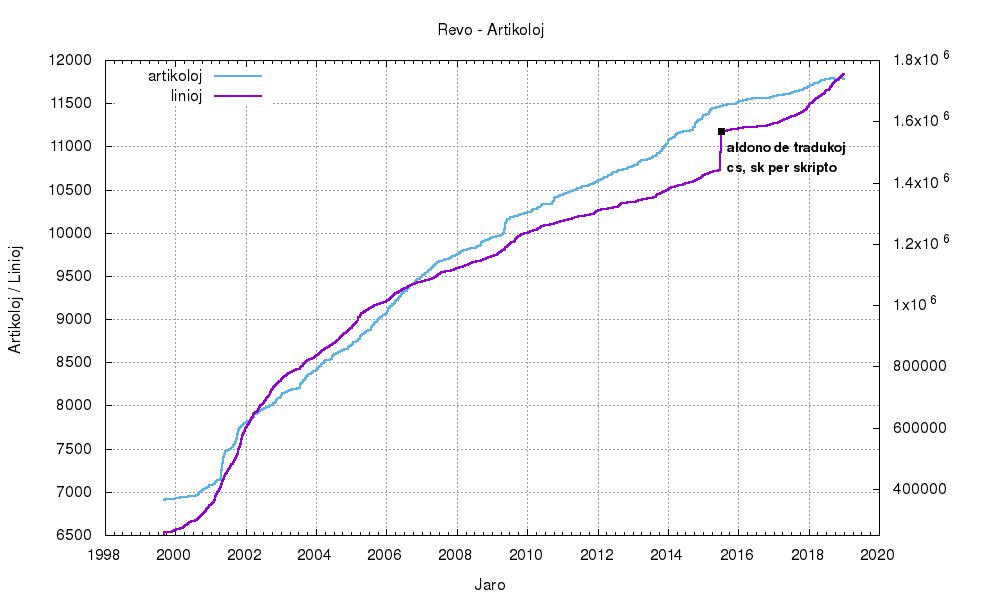 Revo - Artikoloj
artikoloj
linioj
12000
11500
11000
10500
10000
9500
9000
8500
8000
7500
7000
6500
1.8x10^6
1.6x10^6
1.4x10^6
1.2x10^6
1x10^6
800000
600000
400000
aldono de tradukoj
cs, sk per skripto
Artikoloj / Linioj
1998 2000 2002 2004 2006 2008 2010 2012 2014 2016 2018 2020
Jaro